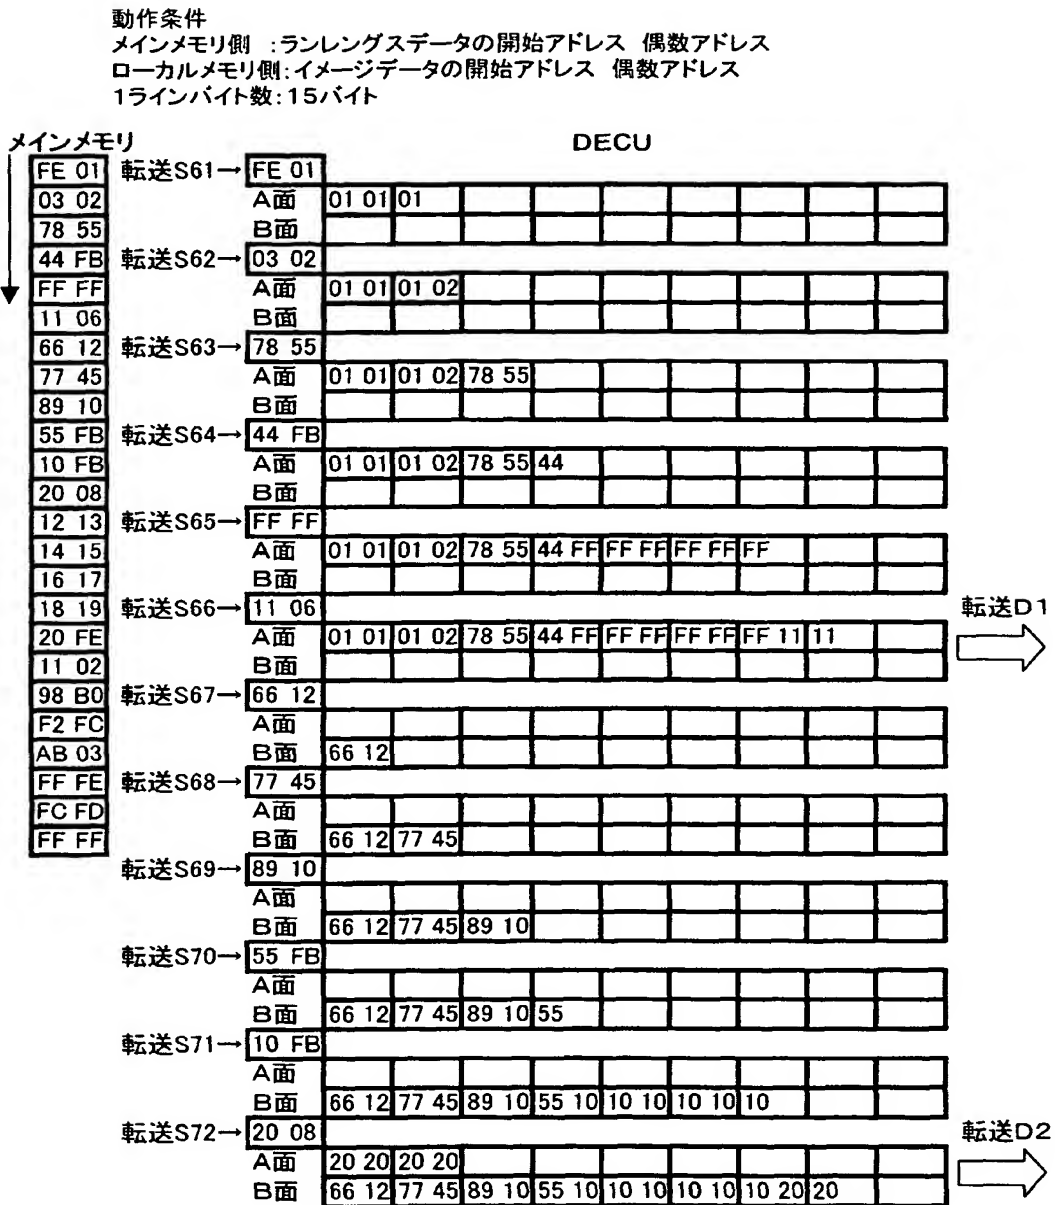 動作条件
メインメモリ側 :ランレングスデータの開始アドレス 偶数アドレス
ローカルメモリ側:イメージデータの開始アドレス 偶数アドレス
1ラインバイト数:15バイト
メインメモリ DECU
FE 01 転送S61→ FE 01
03 02 A面 01 01 01
78 55 B面
44 FB 転送S62→ 03 02
FF FF A面 01 01 01 02
11 06 B面
66 12 転送S63→ 78 55
77 45 A面 01 01 01 02 78 55
89 10 B面
55 FB 転送S64→ 44 FB
10 FB A面 01 01 01 02 78 55 44
20 08 B面
12 13 転送S65→ FF FF
14 15 A面 01 01 01 02 78 55 44 FF FF FF FF FF FF
16 17 B面
18 19 転送S66→ 11 06 転送D1
20 FE A面 01 01 01 02 78 55 44 FF FF FF FF FF FF 11 11
11 02 B面
98 B0 転送S67→ 66 12
F2 FC A面
AB 03 B面 66 12
FF FE 転送S68→ 77 45
FC FD A面
FF FF B面 66 12 77 45
転送S69→ 89 10
A面
B面 66 12 77 45 89 10
転送S70→ 55 FB
A面
B面 66 12 77 45 89 10 55
転送S71→ 10 FB
A面
B面 66 12 77 45 89 10 55 10 10 10 10 10 10
転送S72→ 20 08 転送D2
A面 20 20 20 20
B面 66 12 77 45 89 10 55 10 10 10 10 10 10 20 20